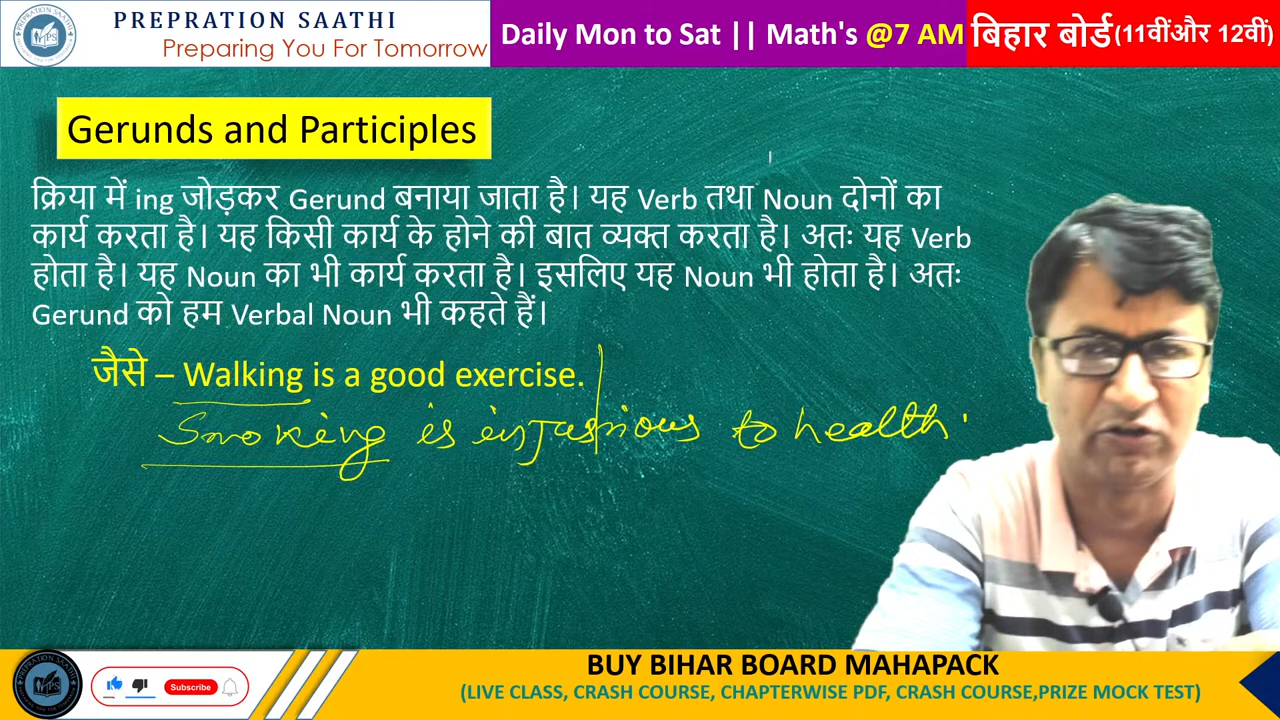 PREPRATION SAATHI
Preparing You For Tomorrow
Daily Mon to Sat || Math's @7 AM
बिहार बोर्ड(11वींऔर 12वीं)
Gerunds and Participles
क्रिया में ing जोड़कर Gerund बनाया जाता है। यह Verb तथा Noun दोनों का
कार्य करता है। यह किसी कार्य के होने की बात व्यक्त करता है। अतः यह Verb
होता है। यह Noun का भी कार्य करता है। इसलिए यह Noun भी होता है। अतः
Gerund को हम Verbal Noun भी कहते हैं।
जैसे – Walking is a good exercise.
Smoking is to health.
Subscribe
BUY BIHAR BOARD MAHAPACK
(LIVE CLASS, CRASH COURSE, CHAPTERWISE PDF, CRASH COURSE,PRIZE MOCK TEST)